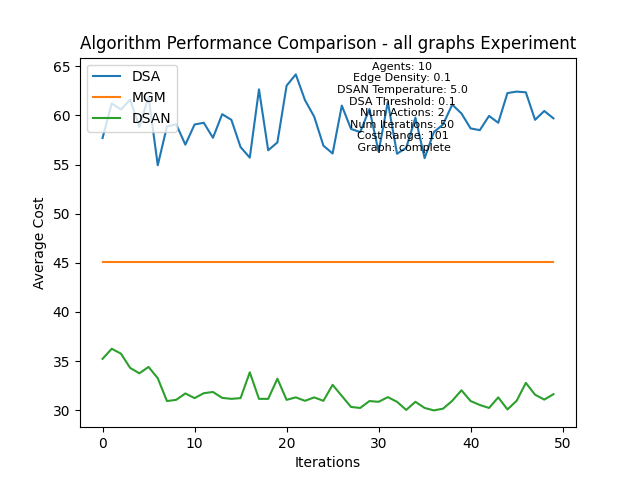 Algorithm Performance Comparison - all graphs Experiment
DSA
MGM
DSAN
Agents: 10
Edge Density: 0.1
DSAN Temperature: 5.0
DSA Threshold: 0.1
Num Actions: 2
Num Iterations: 50
Cost Range: 101
Graph: complete
65
60
55
50
45
40
35
30
Average Cost
0 10 20 30 40 50
Iterations